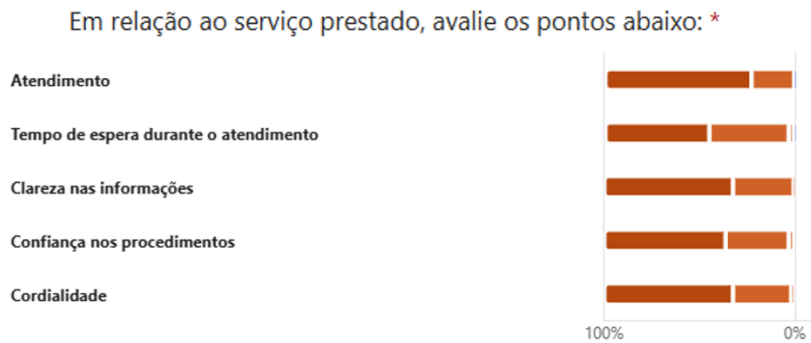 Em relação ao serviço prestado, avalie os pontos abaixo: *
Atendimento
Tempo de espera durante o atendimento
Clareza nas informações
Confiança nos procedimentos
Cordialidade
100% 0%